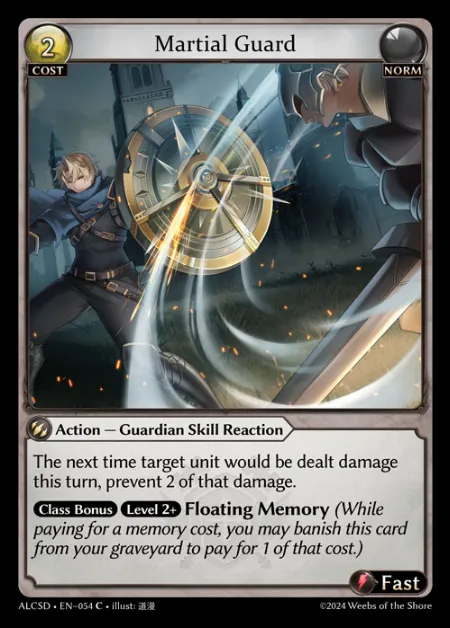 2
Martial Guard
COST
NORM
Action — Guardian Skill Reaction
The next time target unit would be dealt damage
this turn, prevent 2 of that damage.
Class Bonus Level 2+ Floating Memory (While
paying for a memory cost, you may banish this card
from your graveyard to pay for 1 of that cost.)
Fast
ALCSD • EN-054 C • illust: 道漫
©2024 Weebs of the Shore